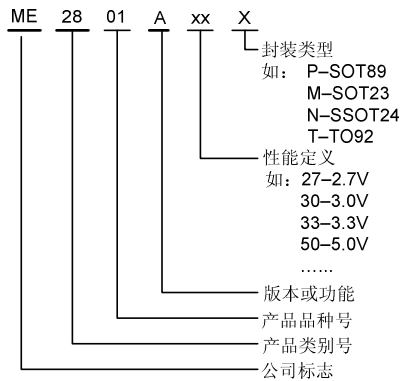 ME 28 01 A xx X
封装类型
如： P–SOT89
M–SOT23
N–SSOT24
T–TO92
性能定义
如：27–2.7V
30–3.0V
33–3.3V
50–5.0V
……
版本或功能
产品品种号
产品类别号
公司标志